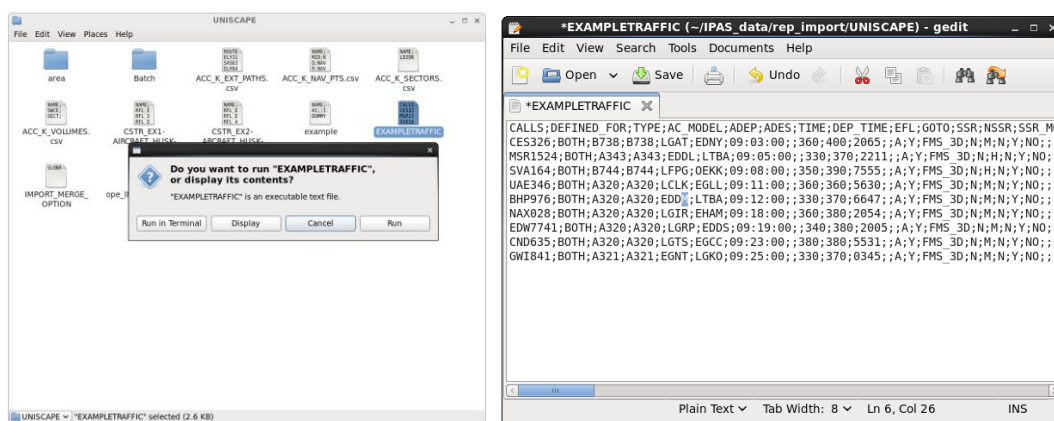 UNISCAPE
File Edit View Places Help
area
Batch
ACC_K_EXT_PATHS.
csv
ACC_K_NAV_PTS.csv
ACC_K_SECTORS.
csv
ACC_K_VOLUMES.
csv
CSTR_EX1-
AIRCRAFT_HUSK-
CSTR_EX2-
AIRCRAFT_HUSK-
example
EXAMPLETRAFFIC
IMPORT_MERGE_
OPTION
Do you want to run "EXAMPLETRAFFIC",
or display its contents?
"EXAMPLETRAFFIC" is an executable text file.
Run in Terminal Display Cancel Run
UNISCAPE "EXAMPLETRAFFIC" selected (2.6 KB)
*EXAMPLETRAFFIC (~/IPAS_data/rep_import/UNISCAPE) - gedit
File Edit View Search Tools Documents Help
Open Save Undo
*EXAMPLETRAFFIC
CALLS;DEFINED_FOR;TYPE;AC_MODEL;ADEP;ADES;TIME;DEP_TIME;EFL;GOTO;SSR;NSSR;SSR_M
CES326;BOTH;B738;B738;LGAT;EDNY;09:03:00;;360;400;2065;;A;Y;FMS_3D;N;M;N;Y;NO;;
MSR1524;BOTH;A343;A343;EDDL;LTBA;09:05:00;;330;370;2211;;A;Y;FMS_3D;N;H;N;Y;NO;
SVA164;BOTH;B744;B744;LFPG;OEKK;09:08:00;;350;390;7555;;A;Y;FMS_3D;N;H;N;Y;NO;;
UAE346;BOTH;A320;A320;LCLK;EGLL;09:11:00;;360;360;5630;;A;Y;FMS_3D;N;M;N;Y;NO;;
BHP976;BOTH;A320;A320;EDDM;LTBA;09:12:00;;330;370;6647;;A;Y;FMS_3D;N;M;N;Y;NO;;
NAX028;BOTH;A320;A320;LGIR;EHAM;09:18:00;;360;380;2054;;A;Y;FMS_3D;N;M;N;Y;NO;;
EDW7741;BOTH;A320;A320;LGRP;EDDS;09:19:00;;340;380;2005;;A;Y;FMS_3D;N;M;N;Y;NO;
CND635;BOTH;A320;A320;LGTS;EGCC;09:23:00;;380;380;5531;;A;Y;FMS_3D;N;M;N;Y;NO;;
GWI841;BOTH;A321;A321;EGNT;LGKO;09:25:00;;330;370;0345;;A;Y;FMS_3D;N;M;N;Y;NO;;
Plain Text Tab Width: 8 Ln 6, Col 26 INS